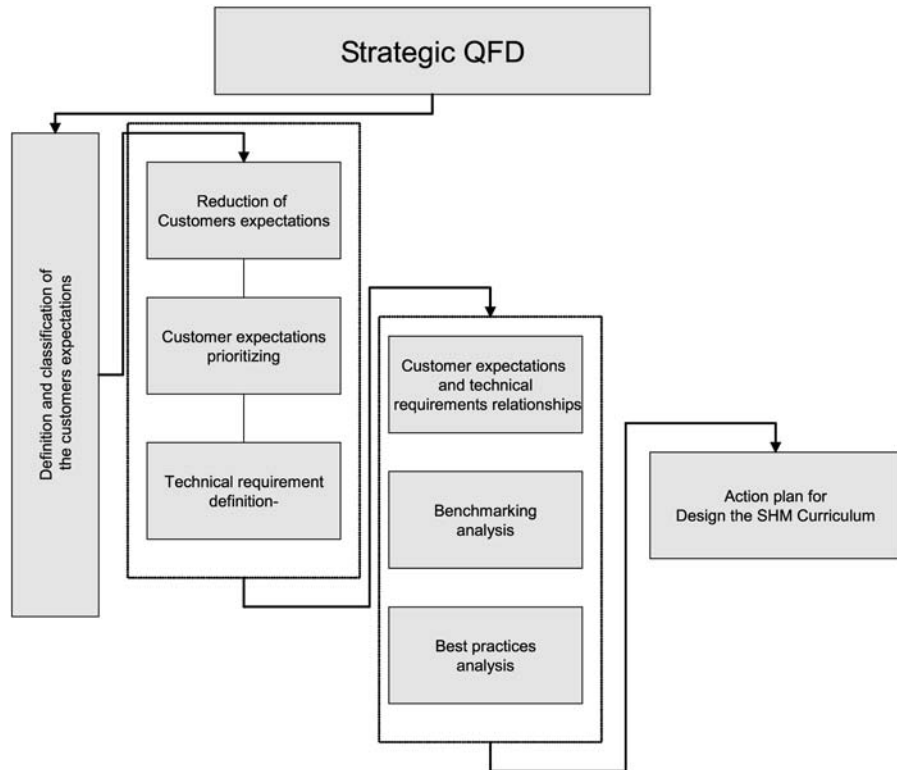 Strategic QFD
Definition and classification of
the customers expectations
Reduction of
Customers expectations
Customer expectations
prioritizing
Technical requirement
definition-
Customer expectations
and technical
requirements relationships
Benchmarking
analysis
Best practices
analysis
Action plan for
Design the SHM Curriculum